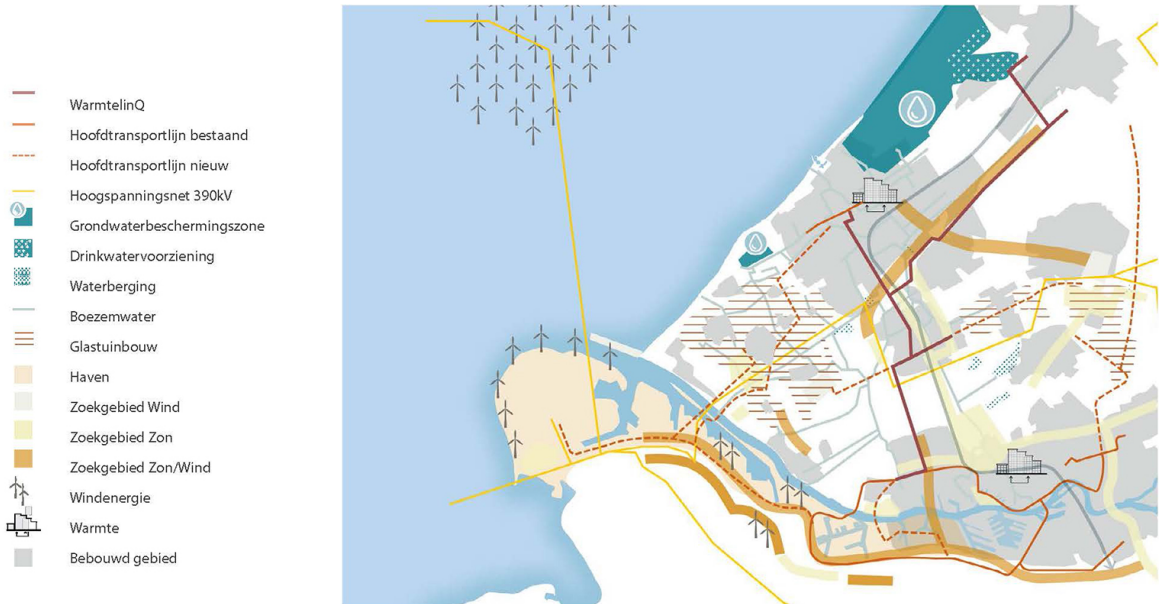 WarmtelinQ
Hoofdtransportlijn bestaand
Hoofdtransportlijn nieuw
Hoogspanningsnet 390kV
Grondwaterbeschermingszone
Drinkwatervoorziening
Waterberging
Boezemwater
Glastuinbouw
Haven
Zoekgebied Wind
Zoekgebied Zon
Zoekgebied Zon/Wind
Windenergie
Warmte
Bebouwd gebied